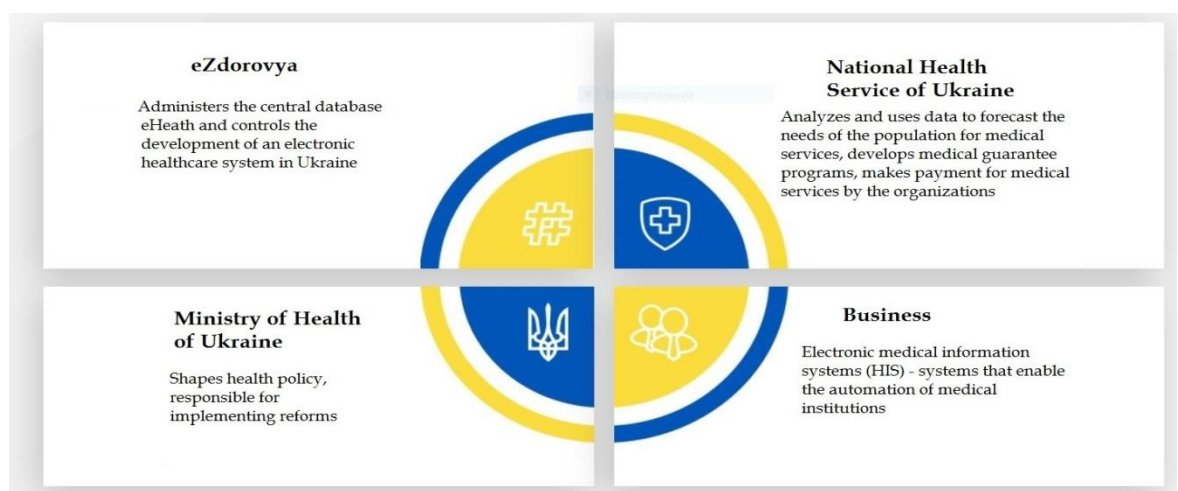 eZdorovya
Administers the central database
eHeath and controls the
development of an electronic
healthcare system in Ukraine
National Health
Service of Ukraine
Analyzes and uses data to forecast the
needs of the population for medical
services, develops medical guarantee
programs, makes payment for medical
services by the organizations
Ministry of Health
of Ukraine
Shapes health policy,
responsible for
implementing reforms
Business
Electronic medical information
systems (HIS) - systems that enable
the automation of medical
institutions